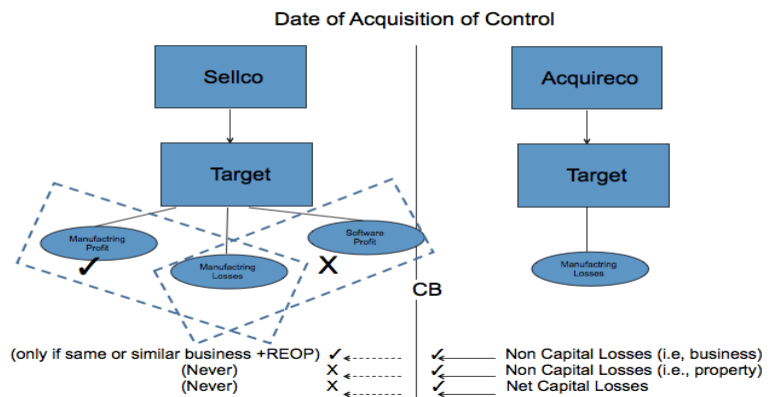 Date of Acquisition of Control
Sellco
Acquireco
Target
Target
Manufactring
Profit
✓
Software
Profit
X
Manufactring
Losses
Manufactring
Losses
CB
(only if same or similar business +REOP) ✓ ✓ Non Capital Losses (i.e, business)
(Never) X ✓ Non Capital Losses (i.e., property)
(Never) X ✓ Net Capital Losses